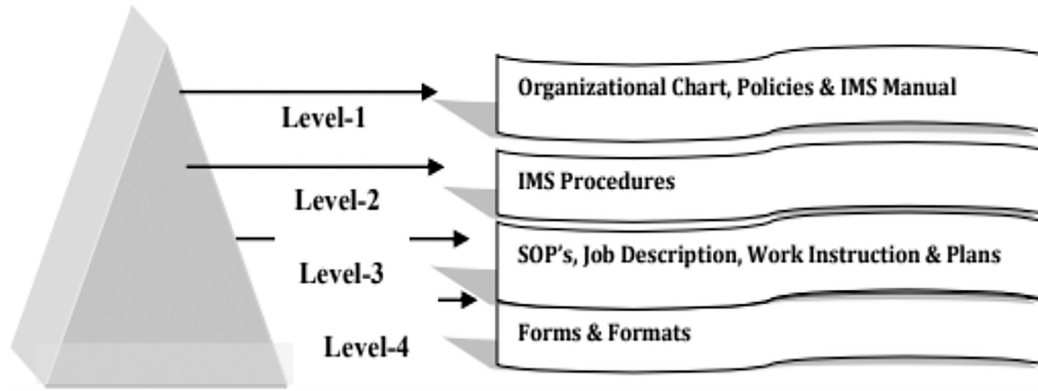 Organizational Chart, Policies & IMS Manual
Level-1
IMS Procedures
Level-2
SOP's, Job Description, Work Instruction & Plans
Level-3
Forms & Formats
Level-4